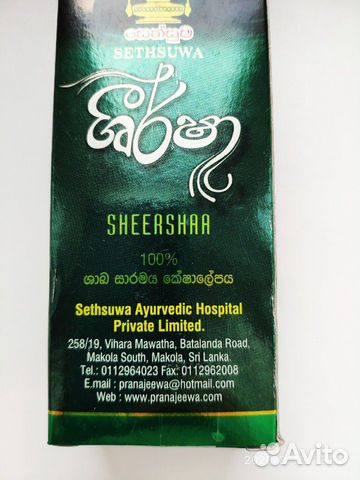 සෙත්සුව
SETHSUWA
ශීර්ෂා
SHEERSHAA
100%
ශාඛ සාරමය කේෂාලේපය
Sethsuwa Ayurvedic Hospital
Private Limited.
258/19, Vihara Mawatha, Batalanda Road,
Makola South, Makola, Sri Lanka.
Tel.: 0112964023 Fax: 0112962008
E.mail : pranajeewa@hotmail.com
Web : www.pranajeewa.com
Avito